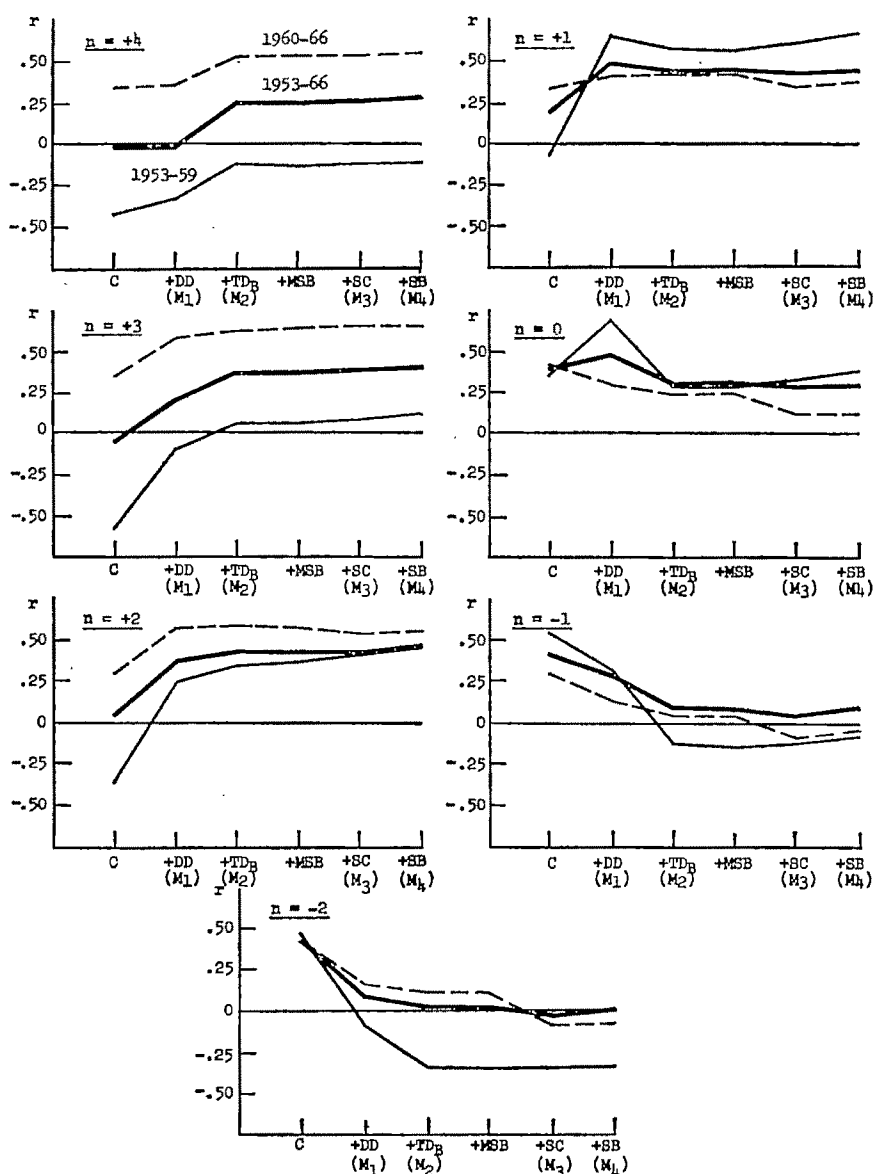 r
n = +4
1960-66
.50
1953-66
.25
0
1953-59
-.25
-.50
C +DD +TDB +MSB +SC +SB
(M1) (M2) (M3) (M4)
r
n = +1
.50
.25
0
-.25
-.50
C +DD +TDB +MSB +SC +SB
(M1) (M2) (M3) (M4)
r
n = +3
.50
.25
0
-.25
-.50
C +DD +TDB +MSB +SC +SB
(M1) (M2) (M3) (M4)
r
n = 0
.50
.25
0
-.25
-.50
C +DD +TDB +MSB +SC +SB
(M1) (M2) (M3) (M4)
r
n = +2
.50
.25
0
-.25
-.50
C +DD +TDB +MSB +SC +SB
(M1) (M2) (M3) (M4)
r
n = -1
.50
.25
0
-.25
-.50
C +DD +TDB +MSB +SC +SB
(M1) (M2) (M3) (M4)
r
n = -2
.50
.25
0
-.25
-.50
C +DD +TDB +MSB +SC +SB
(M1) (M2) (M3) (M4)